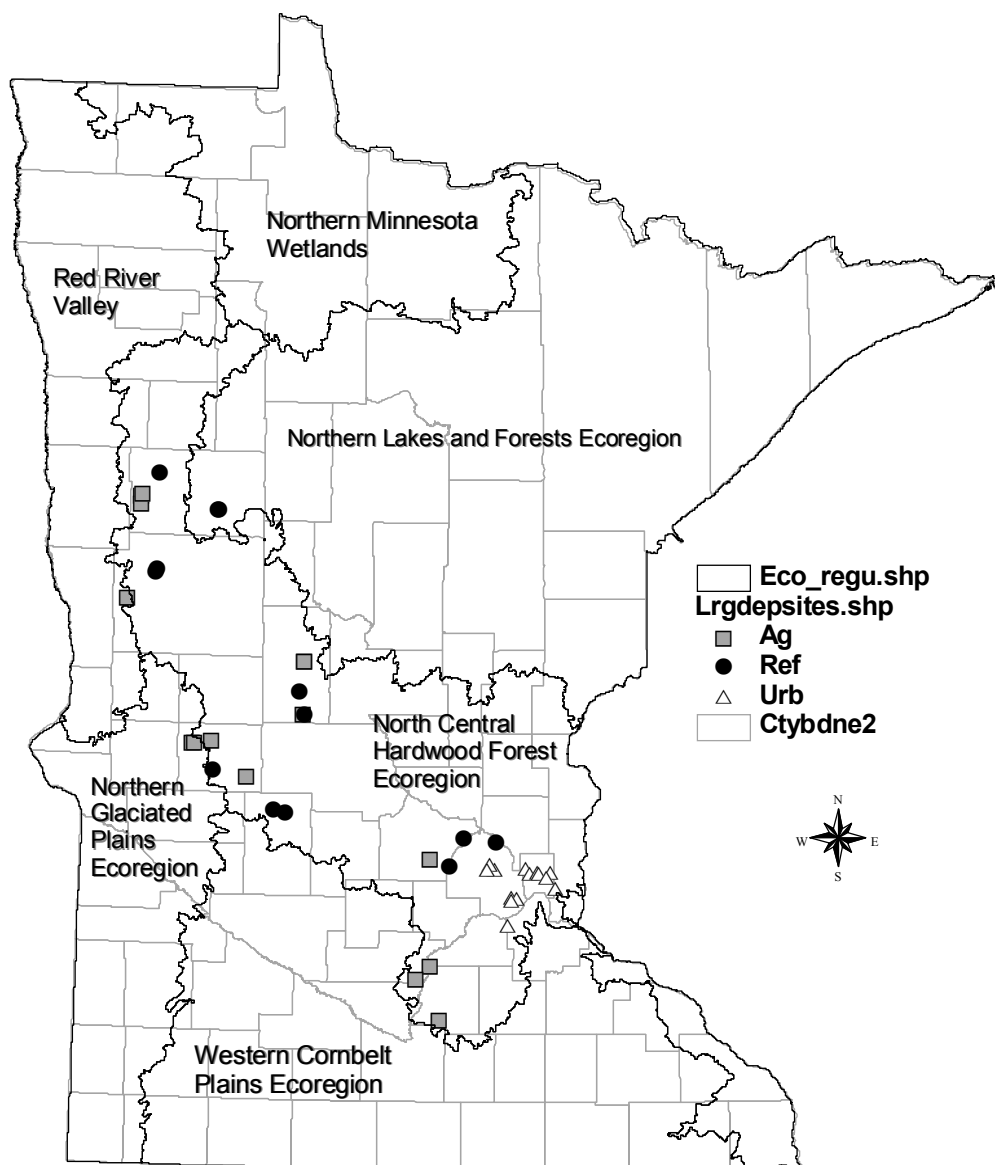 Northern Minnesota
Wetlands
Red River
Valley
Northern Lakes and Forests Ecoregion
Eco_regu.shp
Lrgdepsites.shp
Ag
Ref
Urb
Ctybdne2
North Central
Hardwood Forest
Ecoregion
Northern
Glaciated
Plains
Ecoregion
N
W
E
S
Western Cornbelt
Plains Ecoregion